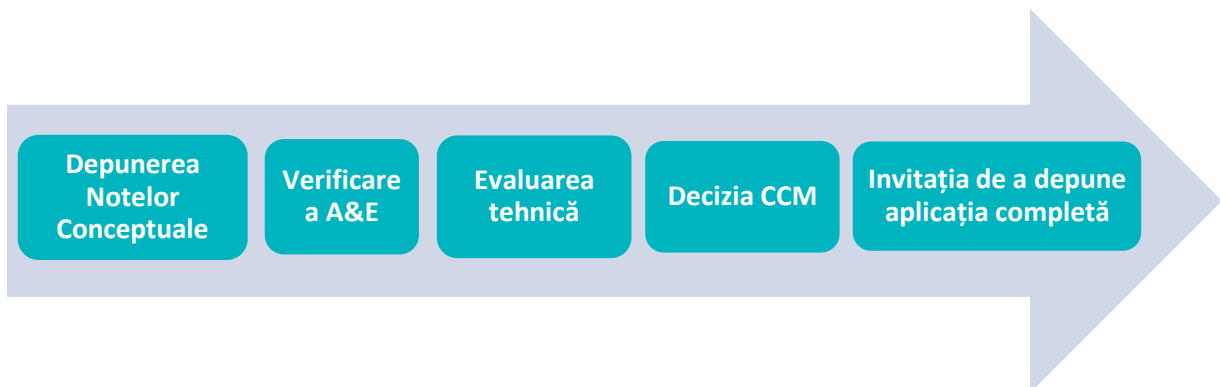 Depunerea
Notelor
Conceptuale
Verificare
a A&E
Evaluarea
tehnică
Decizia CCM
Invitația de a depune
aplicația completă